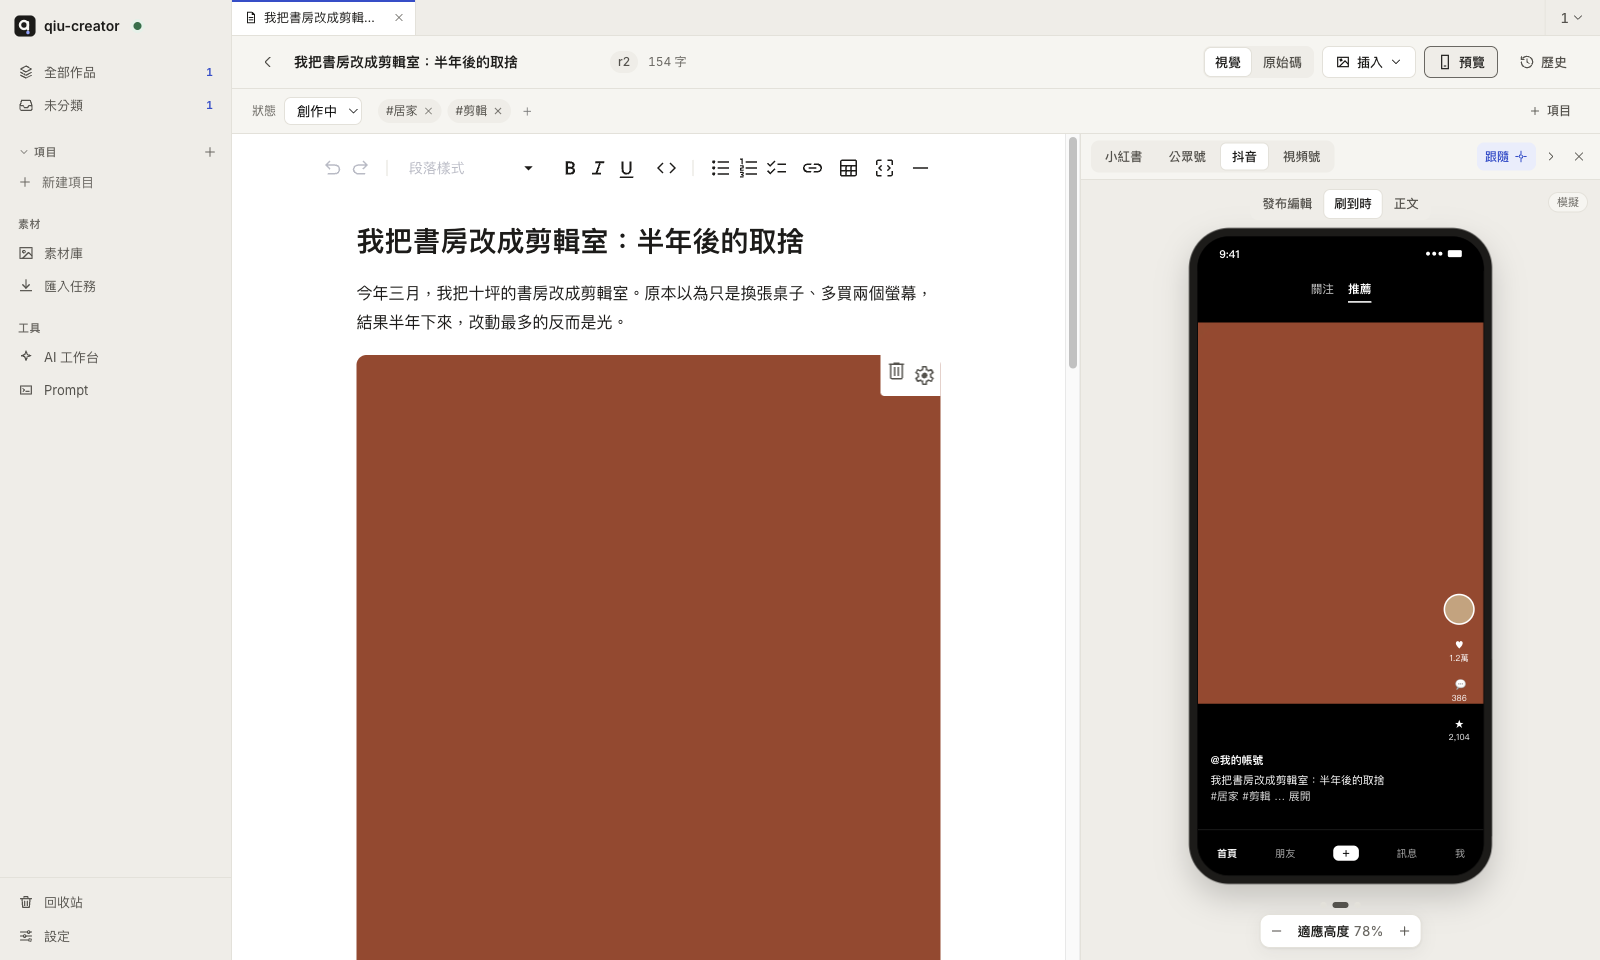 qiu-creator
全部作品 1
未分類 1
項目
新建項目
素材
素材庫
匯入任務
工具
AI 工作台
Prompt
回收站
設定
我把書房改成剪輯...
1
我把書房改成剪輯室：半年後的取捨
r2
154 字
視覺
原始碼
插入
預覽
歷史
狀態
創作中
#居家
#剪輯
項目
段落樣式
我把書房改成剪輯室：半年後的取捨
今年三月，我把十坪的書房改成剪輯室。原本以為只是換張桌子、多買兩個螢幕，
結果半年下來，改動最多的反而是光。
小紅書
公眾號
抖音
視頻號
跟隨
發布編輯
刷到時
正文
模擬
9:41
關注
推薦
1.2萬
386
2,104
@我的帳號
我把書房改成剪輯室：半年後的取捨
#居家 #剪輯 ... 展開
首頁
朋友
訊息
我
適應高度 78%